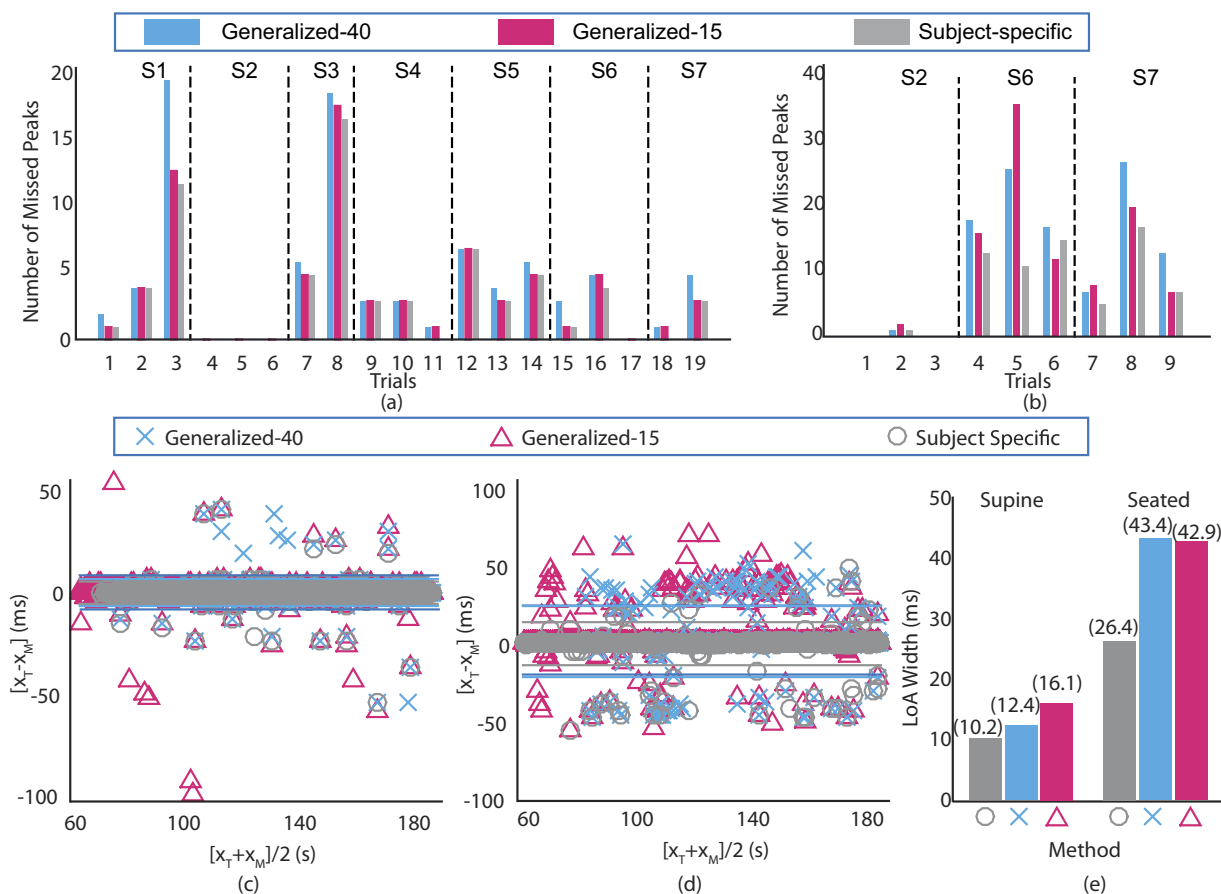 Generalized-40 Generalized-15 Subject-specific
S1 S2 S3 S4 S5 S6 S7
Number of Missed Peaks
20
15
10
5
0
1 2 3 4 5 6 7 8 9 10 11 12 13 14 15 16 17 18 19
Trials
(a)
S2 S6 S7
Number of Missed Peaks
40
30
20
10
0
1 2 3 4 5 6 7 8 9
Trials
(b)
Generalized-40 Generalized-15 Subject Specific
[x_T-x_M] (ms)
50
0
-50
-100
60 100 140 180
[x_T+x_M]/2 (s)
(c)
[x_T-x_M] (ms)
100
50
0
-50
-100
60 100 140 180
[x_T+x_M]/2 (s)
(d)
LoA Width (ms)
50
40
30
20
10
0
Supine Seated
(10.2) (12.4) (16.1) (26.4) (43.4) (42.9)
Method
(e)